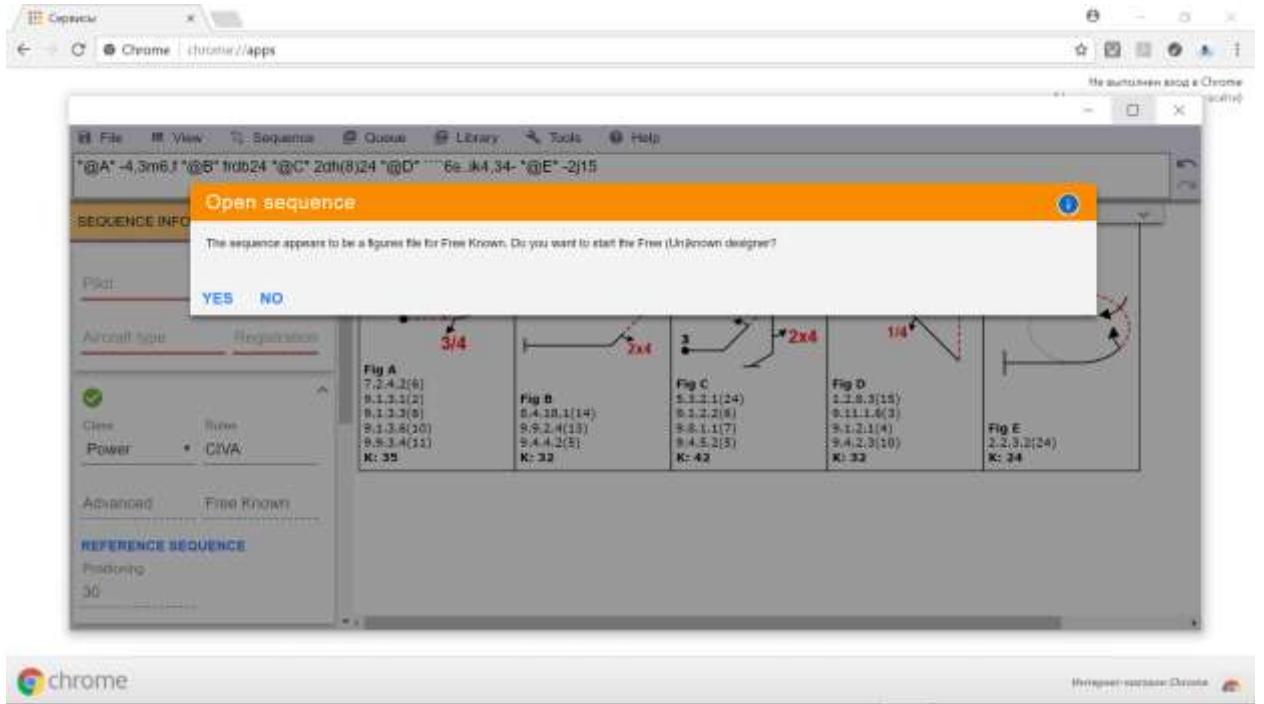 Сервисы
Chrome | chrome://apps
Не выполнен вход в Chrome
File View Sequence Queue Library Tools Help
"@A" -4,3m6,f "@B" frdb24 "@C" 2dh(8)24 "@D" ````6s..ik4,34- "@E" -2j15
Open sequence
SEQUENCE INFO
The sequence appears to be a figures file for Free Known. Do you want to start the Free (Un)known designer?
Pilot
YES NO
Aircraft type Registration
3/4
2x4
3
2x4
1/4
Fig A
7.2.4.2(6)
9.1.3.1(2)
9.1.3.3(6)
9.1.3.6(10)
9.9.3.4(11)
K: 35
Fig B
8.4.18.1(14)
9.9.2.4(13)
9.4.4.2(5)
K: 32
Fig C
5.3.2.1(24)
9.1.2.2(6)
9.8.1.1(7)
9.4.5.2(5)
K: 42
Fig D
1.2.8.3(15)
9.11.1.6(3)
9.1.2.1(4)
9.4.2.3(10)
K: 32
Fig E
2.2.3.2(24)
K: 24
Class Rules
Power CIVA
Advanced Free Known
REFERENCE SEQUENCE
Positioning
30
chrome
Интернет-магазин Chrome